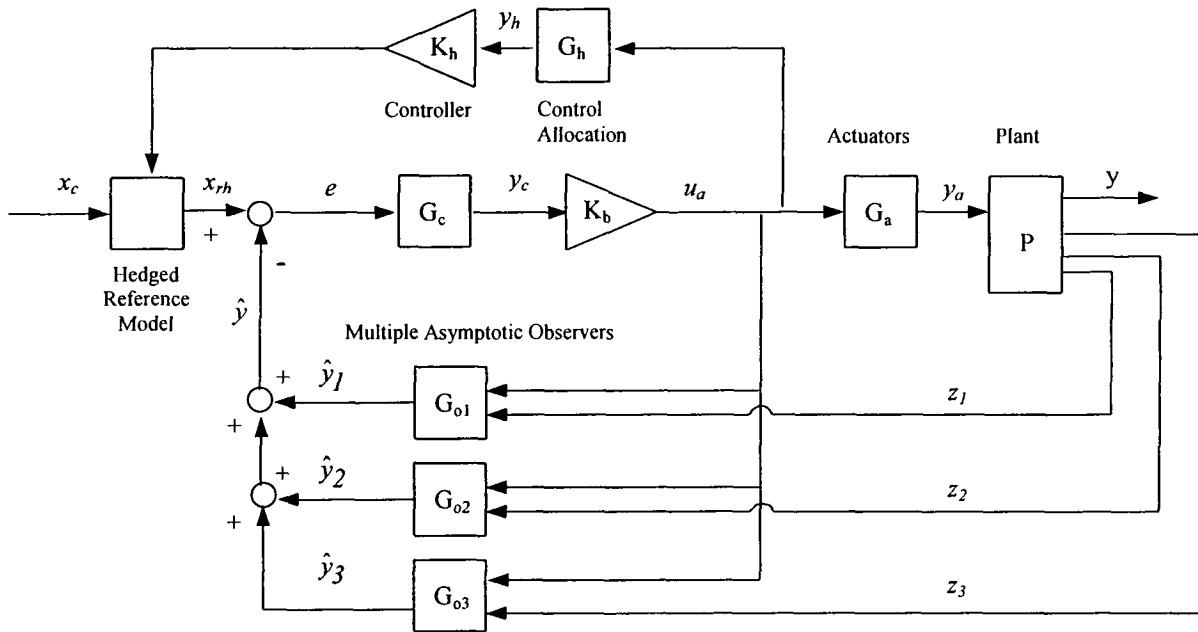 y_h
K_h
G_h
Controller
Control
Allocation
Actuators
Plant
x_c
x_rh
e
y_c
u_a
y_a
y
+
G_c
K_b
G_a
P
-
Hedged
Reference
Model
ŷ
Multiple Asymptotic Observers
+
ŷ_1
G_o1
z_1
+
+
ŷ_2
G_o2
z_2
+
ŷ_3
G_o3
z_3